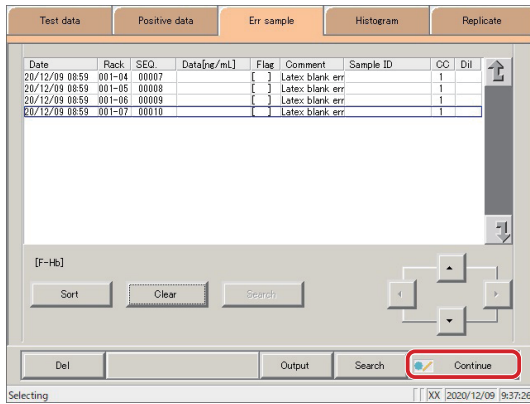 Test data Positive data Err sample Histogram Replicate
Date Rack SEQ. Data[ng/mL] Flag Comment Sample ID CC Dil
20/12/09 08:59 001-04 00007 [ ] Latex blank err 1
20/12/09 08:59 001-05 00008 [ ] Latex blank err 1
20/12/09 08:59 001-06 00009 [ ] Latex blank err 1
20/12/09 08:59 001-07 00010 [ ] Latex blank err 1
[F-Hb]
Sort Clear Search
Del Output Search Continue
Selecting XX 2020/12/09 9:37:26